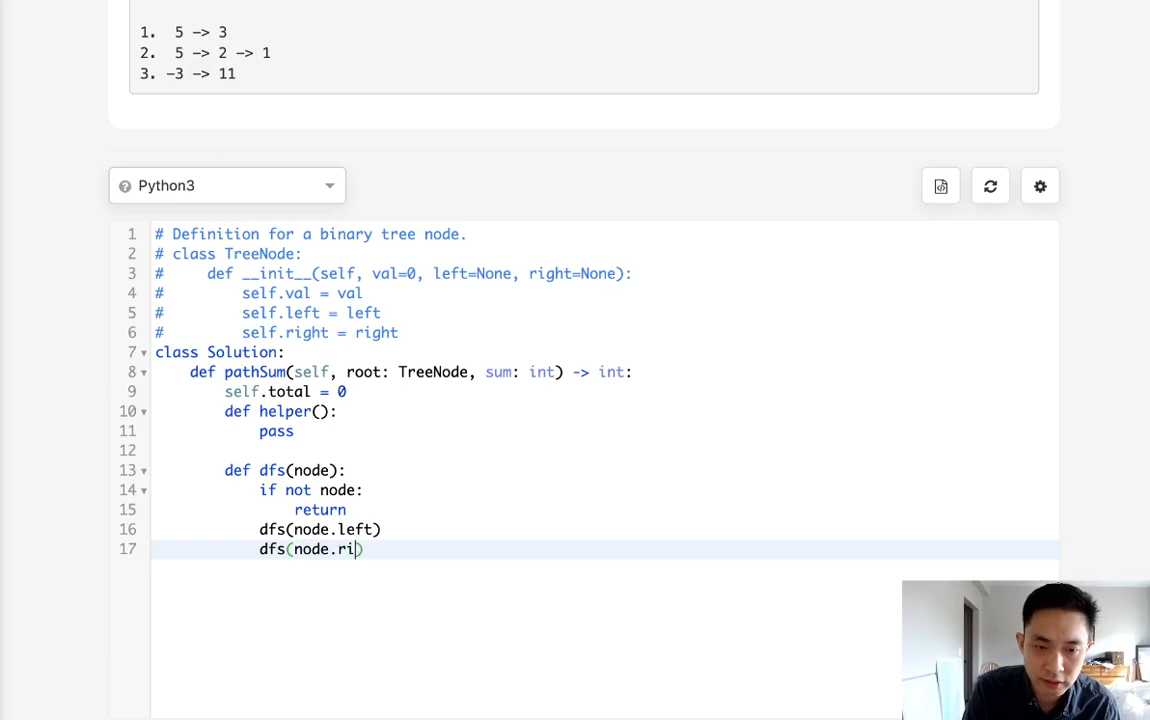 1.  5 -> 3
2.  5 -> 2 -> 1
3. -3 -> 11
Python3
1 # Definition for a binary tree node.
2 # class TreeNode:
3 #     def __init__(self, val=0, left=None, right=None):
4 #         self.val = val
5 #         self.left = left
6 #         self.right = right
7 class Solution:
8     def pathSum(self, root: TreeNode, sum: int) -> int:
9         self.total = 0
10         def helper():
11             pass
12
13         def dfs(node):
14             if not node:
15                 return
16             dfs(node.left)
17             dfs(node.ri)